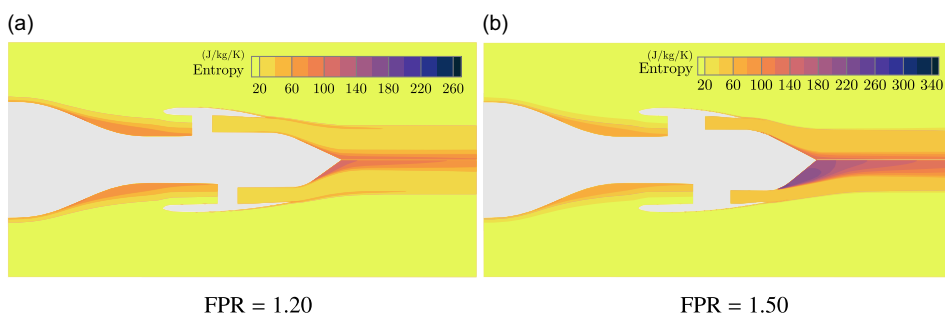 (a)
(J/kg/K)
Entropy
20 60 100 140 180 220 260
FPR = 1.20
(b)
(J/kg/K)
Entropy
20 60 100 140 180 220 260 300 340
FPR = 1.50